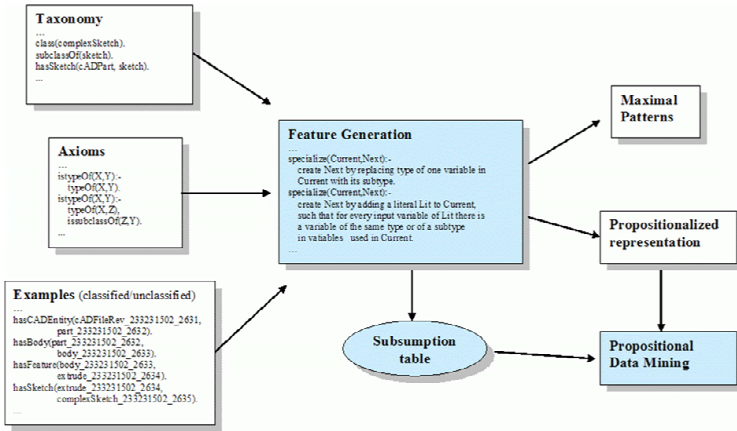 Taxonomy
...
class(complexSketch).
subclassOf(sketch).
hasSketch(cADPart, sketch).
...
Axioms
...
istypeOf(X,Y):-
typeOf(X,Y).
istypeOf(X,Y):-
typeOf(X,Z),
issubclassOf(Z,Y).
...
Examples (classified/unclassified)
...
hasCADEntity(cADFileRev_233231502_2631,
part_233231502_2632).
hasBody(part_233231502_2632,
body_233231502_2633).
hasFeature(body_233231502_2633,
extrude_233231502_2634).
hasSketch(extrude_233231502_2634,
complexSketch_233231502_2635).
...
Feature Generation
...
specialize(Current,Next):-
create Next by replacing type of one variable in
Current with its subtype.
specialize(Current,Next):-
create Next by adding a literal Lit to Current,
such that for every input variable of Lit there is
a variable of the same type or of a subtype
in vatiables used in Current.
...
Subsumption
table
Maximal
Patterns
Propositionalized
representation
Propositional
Data Mining